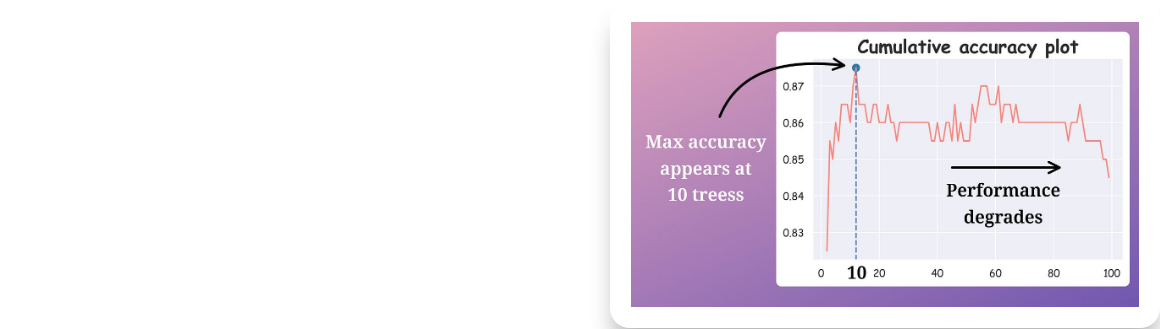 Cumulative accuracy plot
0.87
0.86
0.85
0.84
0.83
Max accuracy
appears at
10 treess
Performance
degrades
0 10 20 40 60 80 100